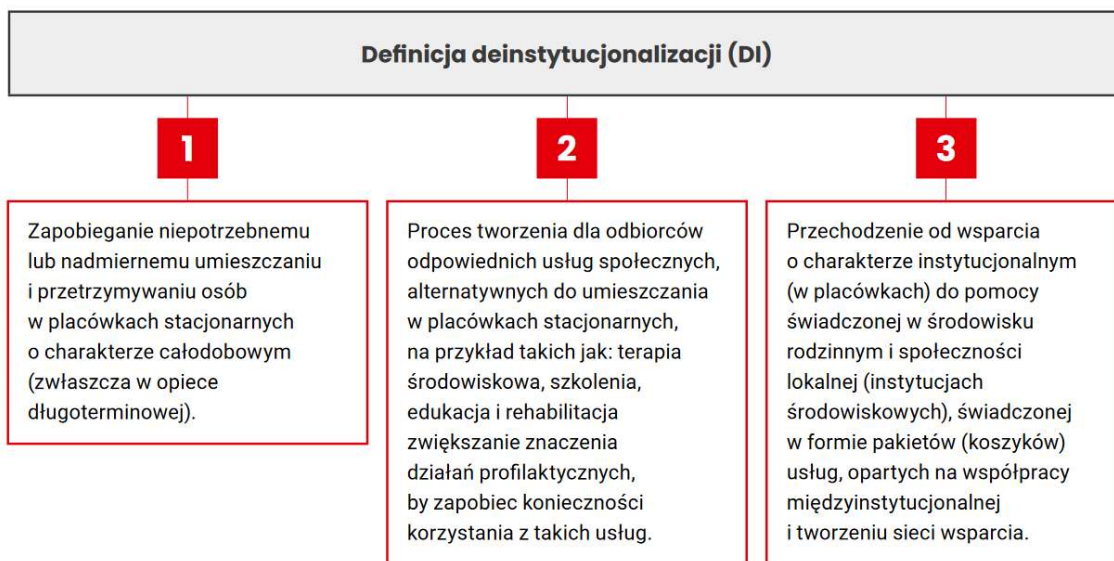 Definicja deinstytucjonalizacji (DI)
1
Zapobieganie niepotrzebnemu
lub nadmiernemu umieszczaniu
i przetrzymywaniu osób
w placówkach stacjonarnych
o charakterze całodobowym
(zwłaszcza w opiece
długoterminowej).
2
Proces tworzenia dla odbiorców
odpowiednich usług społecznych,
alternatywnych do umieszczania
w placówkach stacjonarnych,
na przykład takich jak: terapia
środowiskowa, szkolenia,
edukacja i rehabilitacja
zwiększanie znaczenia
działań profilaktycznych,
by zapobiec konieczności
korzystania z takich usług.
3
Przechodzenie od wsparcia
o charakterze instytucjonalnym
(w placówkach) do pomocy
świadczonej w środowisku
rodzinnym i społeczności
lokalnej (instytucjach
środowiskowych), świadczonej
w formie pakietów (koszyków)
usług, opartych na współpracy
międzyinstytucjonalnej
i tworzeniu sieci wsparcia.